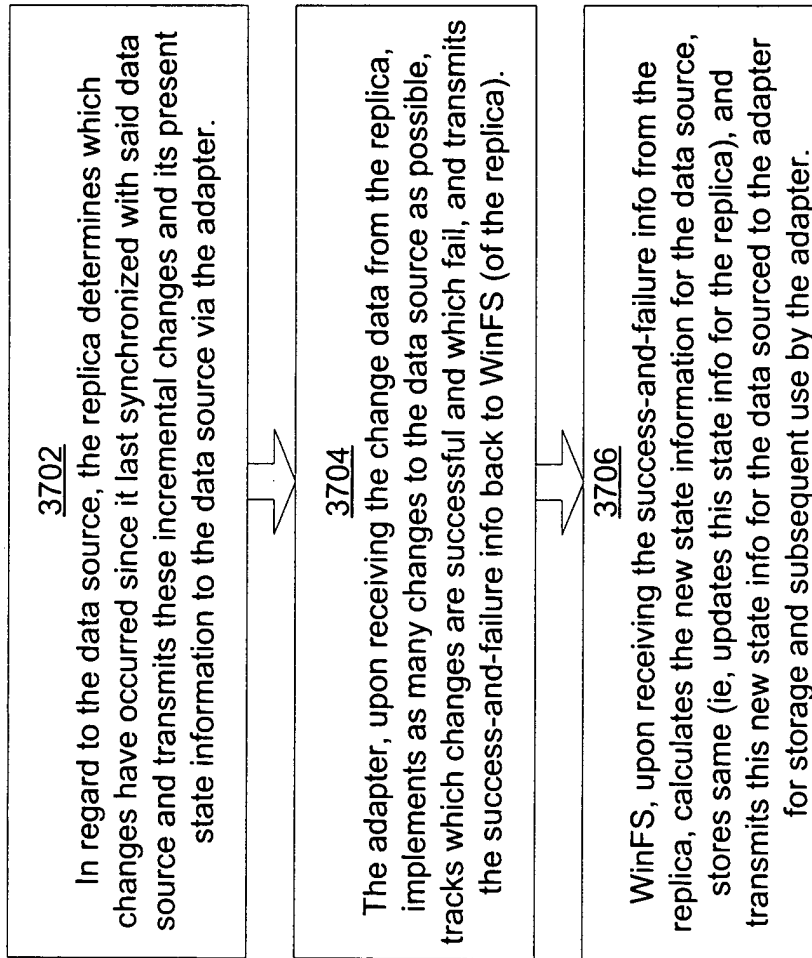 3702
In regard to the data source, the replica determines which
changes have occurred since it last synchronized with said data
source and transmits these incremental changes and its present
state information to the data source via the adapter.
3704
The adapter, upon receiving the change data from the replica,
implements as many changes to the data source as possible,
tracks which changes are successful and which fail, and transmits
the success-and-failure info back to WinFS (of the replica).
3706
WinFS, upon receiving the success-and-failure info from the
replica, calculates the new state information for the data source,
stores same (ie, updates this state info for the replica), and
transmits this new state info for the data sourced to the adapter
for storage and subsequent use by the adapter.